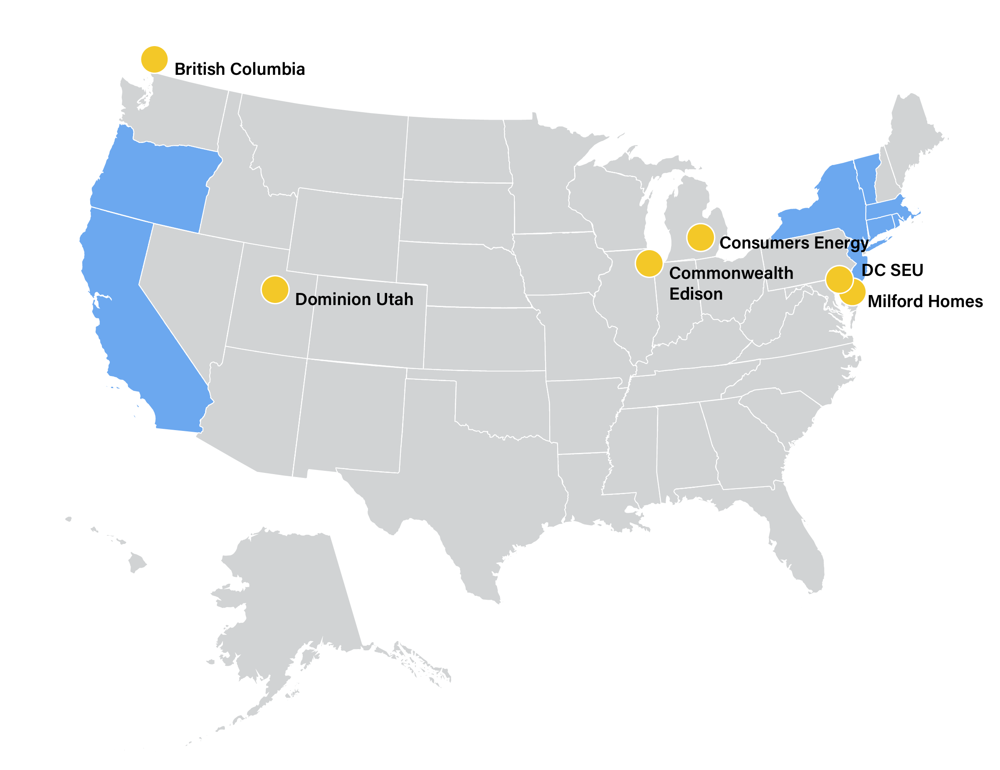 British Columbia
Consumers Energy
DC SEU
Commonwealth
Edison
Dominion Utah
Milford Homes